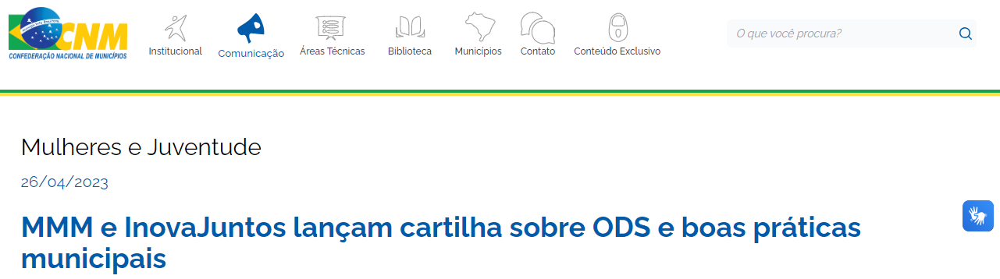 CNM
CONFEDERAÇÃO NACIONAL DE MUNICÍPIOS
Institucional
Comunicação
Áreas Técnicas
Biblioteca
Municípios
Contato
Conteúdo Exclusivo
O que você procura?
Mulheres e Juventude
26/04/2023
MMM e InovaJuntos lançam cartilha sobre ODS e boas práticas
municipais